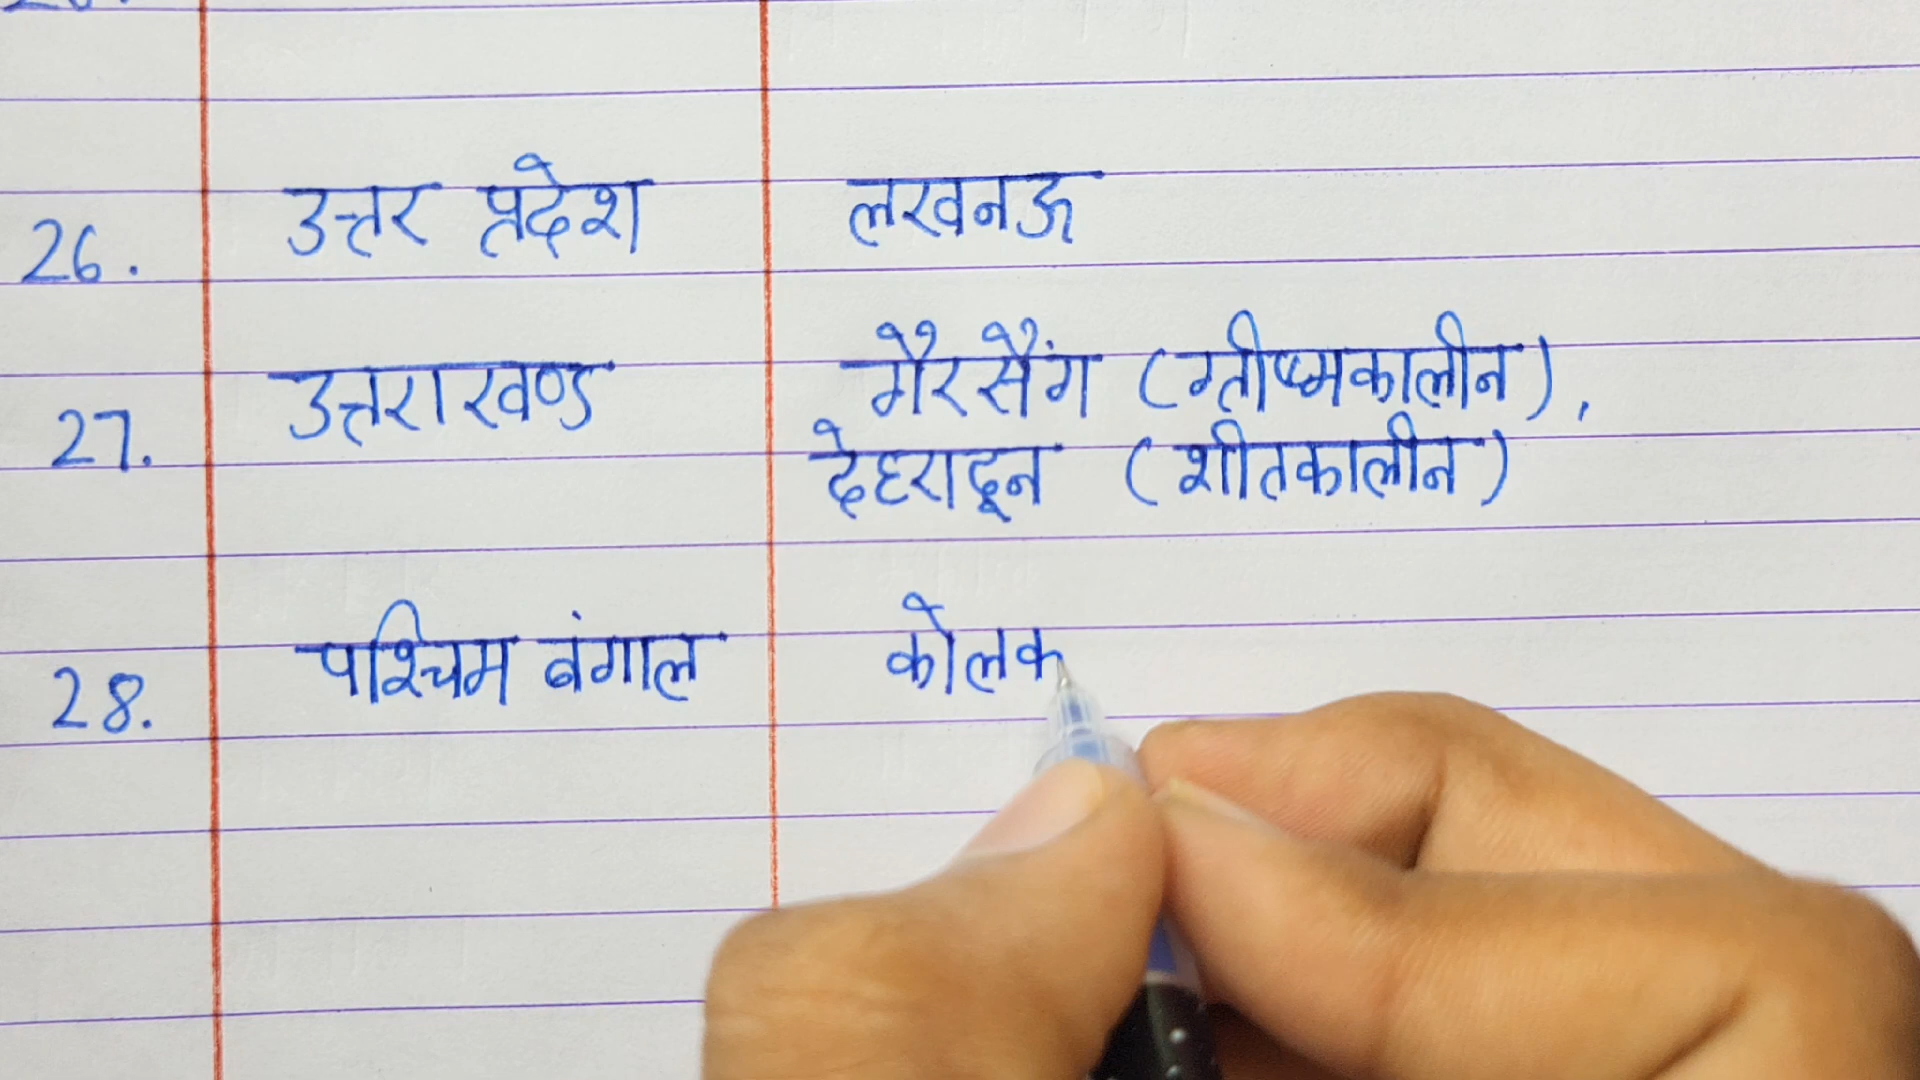 26. उत्तर प्रदेश लखनऊ
27. उत्तराखण्ड गैरसैंग (ग्रीष्मकालीन),
देहरादून (शीतकालीन)
28. पश्चिम बंगाल कोलक